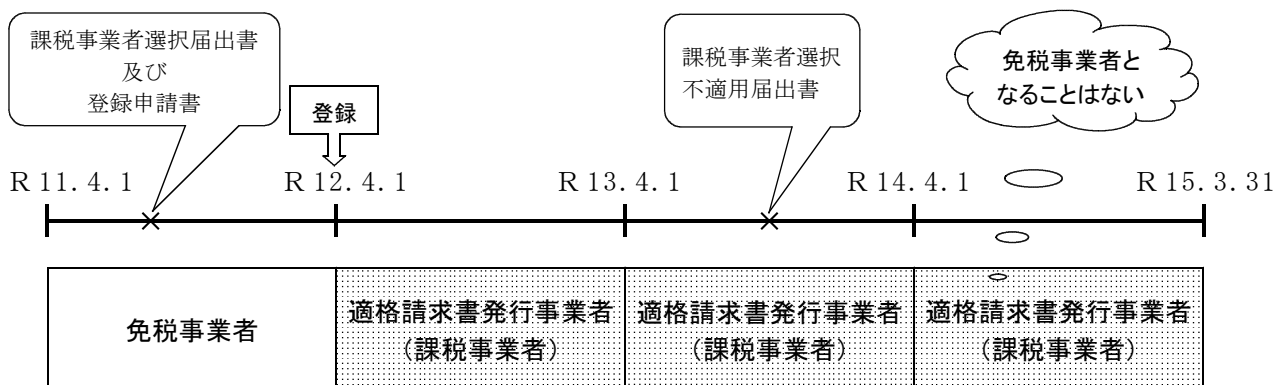 課税事業者選択届出書
及び
登録申請書
登録
課税事業者選択
不適用届出書
免税事業者と
なることはない
R11.4.1
R12.4.1
R13.4.1
R14.4.1
R15.3.31
免税事業者
適格請求書発行事業者
(課税事業者)
適格請求書発行事業者
(課税事業者)
適格請求書発行事業者
(課税事業者)